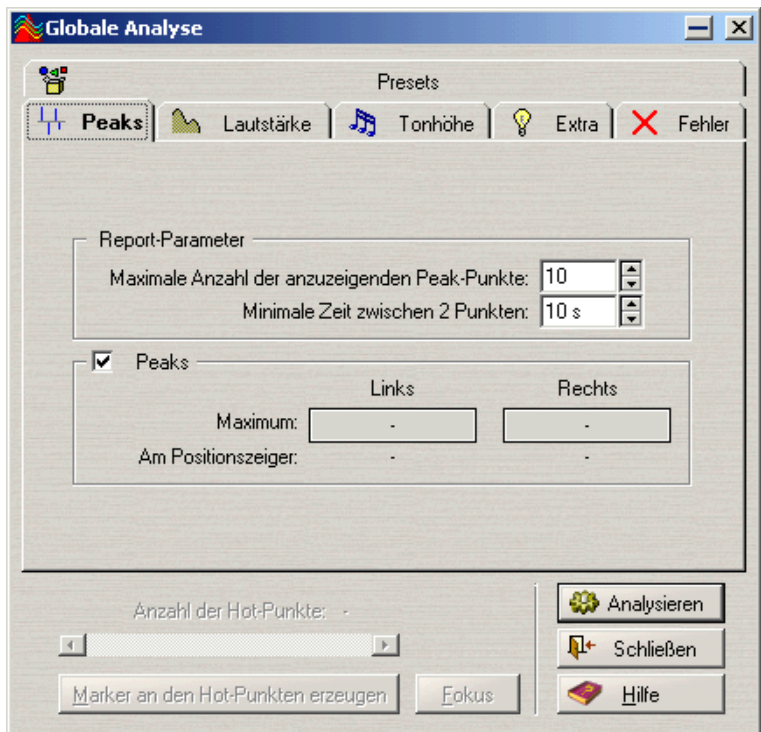 Globale Analyse
Presets
Peaks Lautstärke Tonhöhe Extra Fehler
Report-Parameter
Maximale Anzahl der anzuzeigenden Peak-Punkte: 10
Minimale Zeit zwischen 2 Punkten: 10 s
Peaks
Links Rechts
Maximum: - -
Am Positionszeiger: - -
Anzahl der Hot-Punkte: -
Analysieren
Schließen
Marker an den Hot-Punkten erzeugen Fokus Hilfe